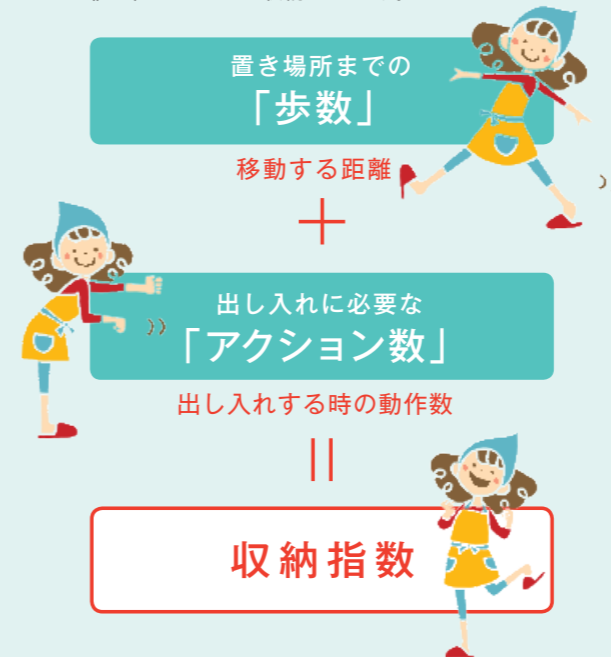 置き場所までの
「歩数」
移動する距離
＋
出し入れに必要な
「アクション数」
出し入れする時の動作数
＝
収納指数